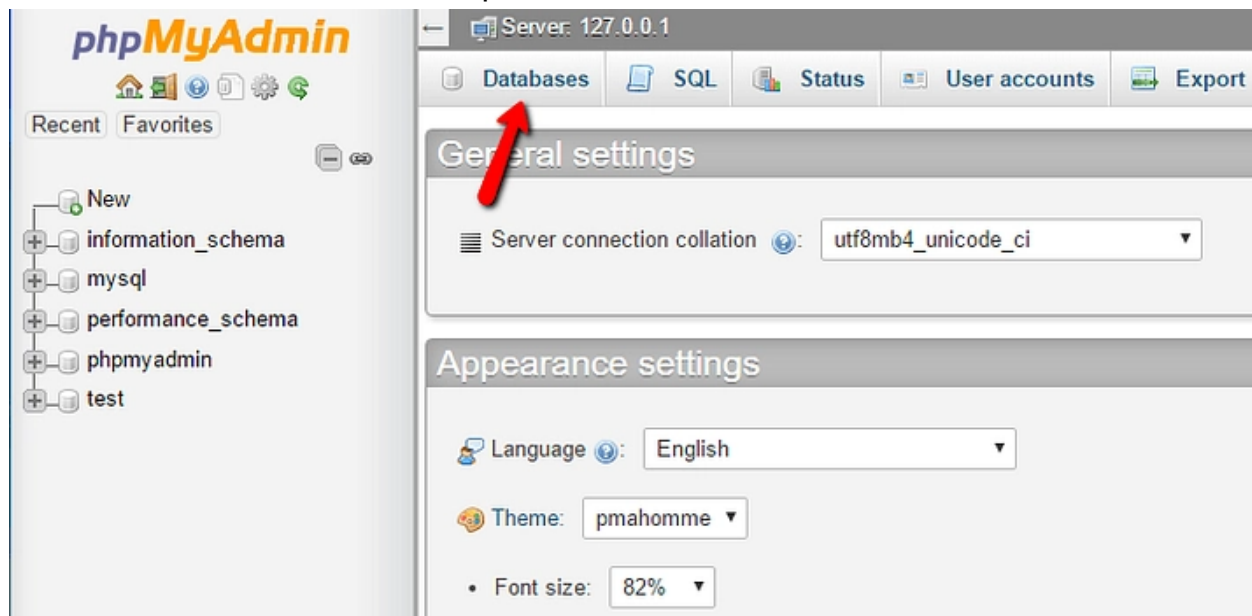 phpMyAdmin
Recent Favorites
New
information_schema
mysql
performance_schema
phpmyadmin
test
Server: 127.0.0.1
Databases SQL Status User accounts Export
General settings
Server connection collation : utf8mb4_unicode_ci
Appearance settings
Language : English
Theme: pmahomme
• Font size: 82%